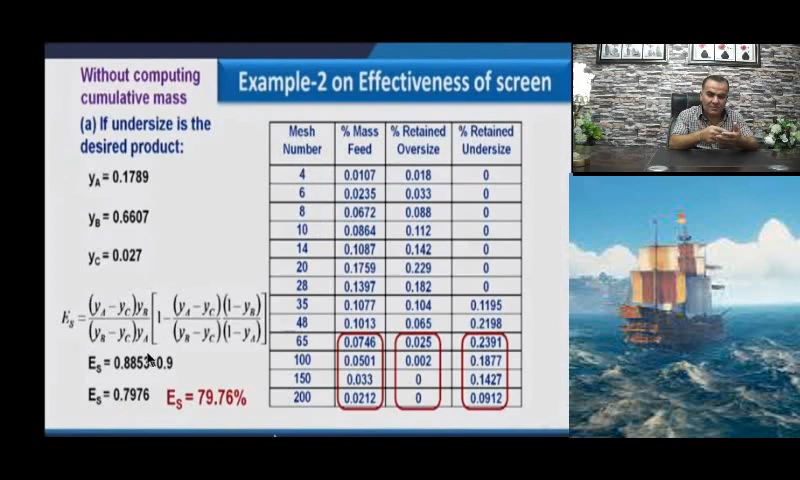 Without computing
cumulative mass
Example-2 on Effectiveness of screen
(a) If undersize is the
desired product:
y_A = 0.1789
y_B = 0.6607
y_C = 0.027
E_S = (y_A − y_C)y_B / (y_B − y_C)y_A [1 − (y_A − y_C)(1 − y_B) / (y_B − y_C)(1 − y_A)]
E_S = 0.8853*0.9
E_S = 0.7976 E_S = 79.76%
Mesh Number % Mass Feed % Retained Oversize % Retained Undersize
4 0.0107 0.018 0
6 0.0235 0.033 0
8 0.0672 0.088 0
10 0.0864 0.112 0
14 0.1087 0.142 0
20 0.1759 0.229 0
28 0.1397 0.182 0
35 0.1077 0.104 0.1195
48 0.1013 0.065 0.2198
65 0.0746 0.025 0.2391
100 0.0501 0.002 0.1877
150 0.033 0 0.1427
200 0.0212 0 0.0912